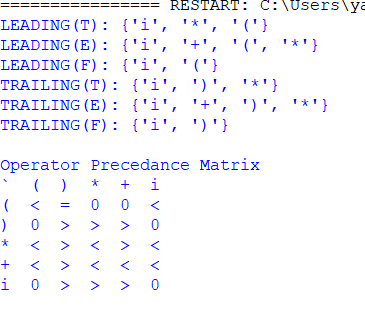 ================ RESTART: C:\Users\ya
LEADING(T): {'i', '*', '('}
LEADING(E): {'i', '+', '(', '*'}
LEADING(F): {'i', '('}
TRAILING(T): {'i', ')', '*'}
TRAILING(E): {'i', '+', ')', '*'}
TRAILING(F): {'i', ')'}

Operator Precedance Matrix
` ( ) * + i
( < = 0 0 <
) 0 > > > 0
* < > < > <
+ < > < < <
i 0 > > > 0